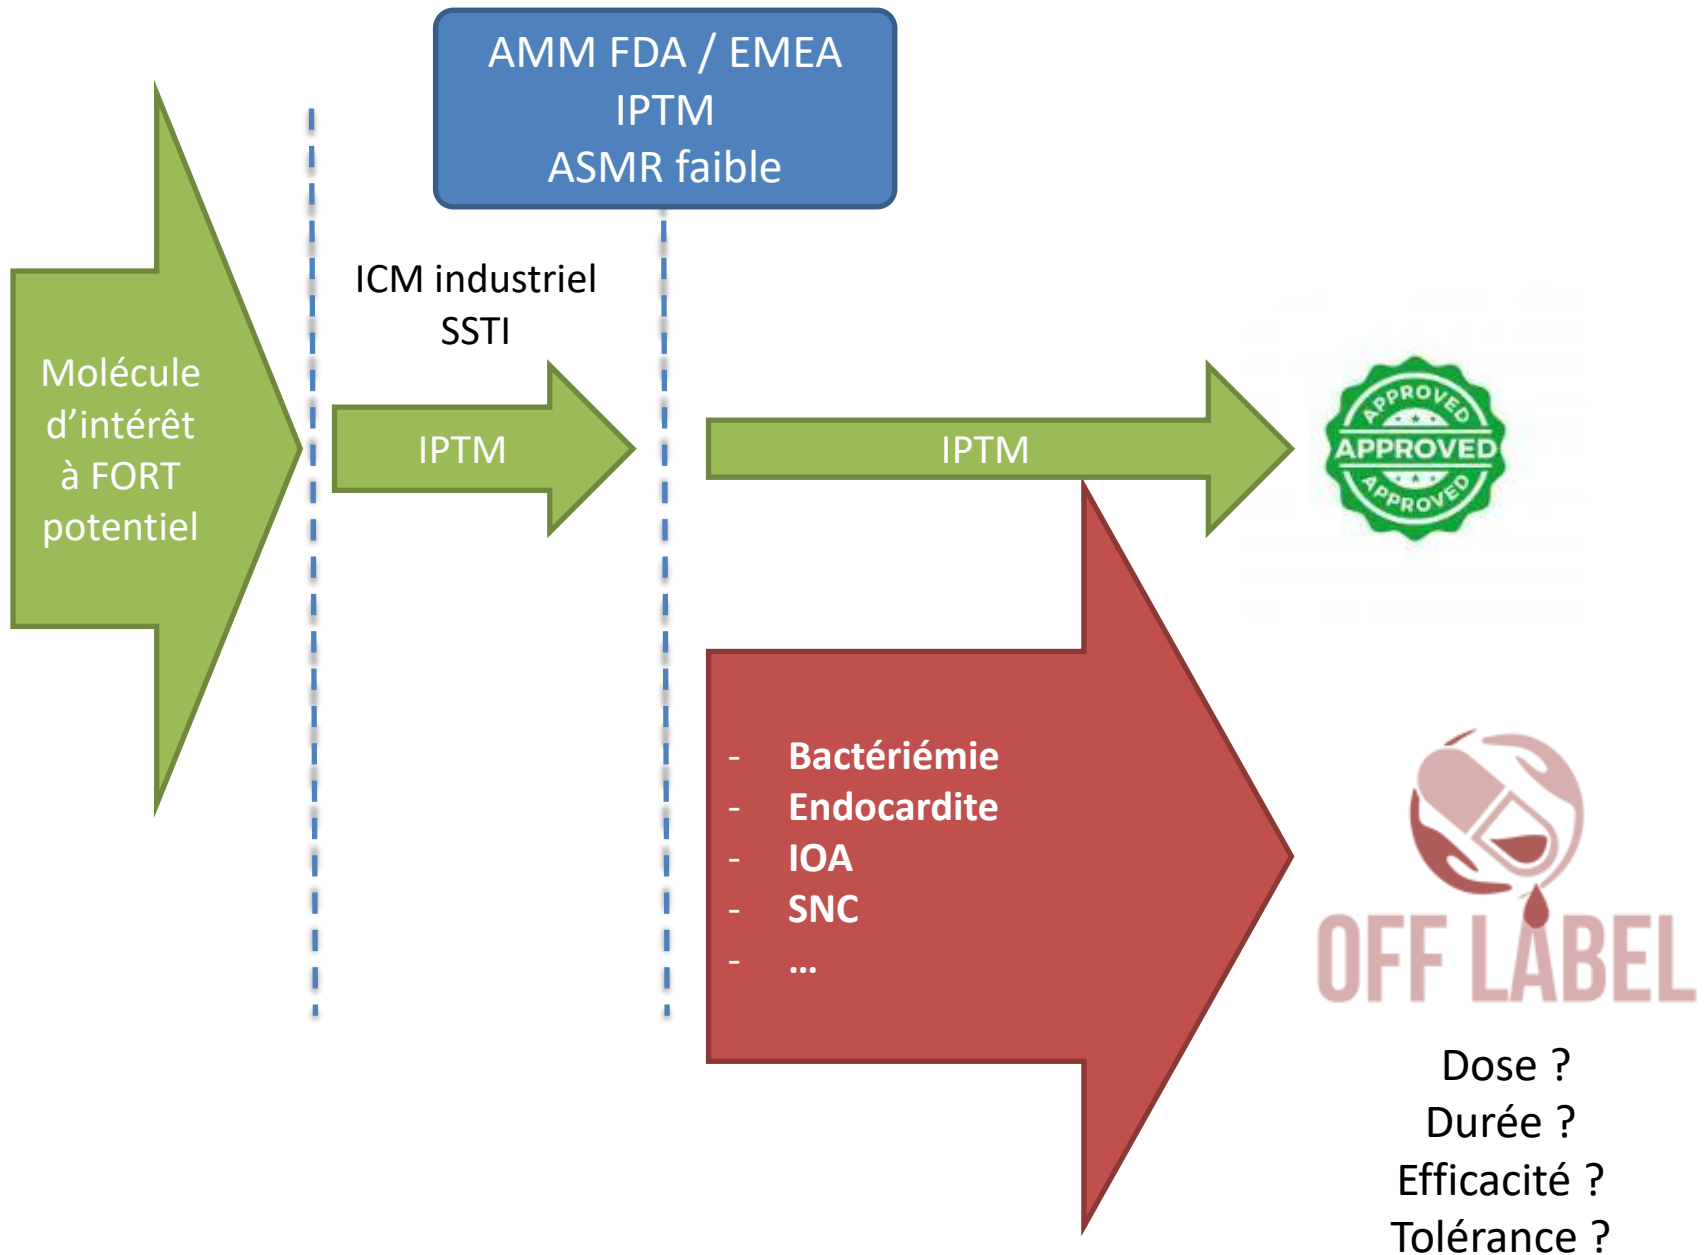 AMM FDA / EMEA
IPTM
ASMR faible
ICM industriel
SSTI
Molécule
d’intérêt
à FORT
potentiel
IPTM
IPTM
APPROVED
APPROVED
APPROVED
- Bactériémie
- Endocardite
- IOA
- SNC
- ...
OFF LABEL
Dose ?
Durée ?
Efficacité ?
Tolérance ?